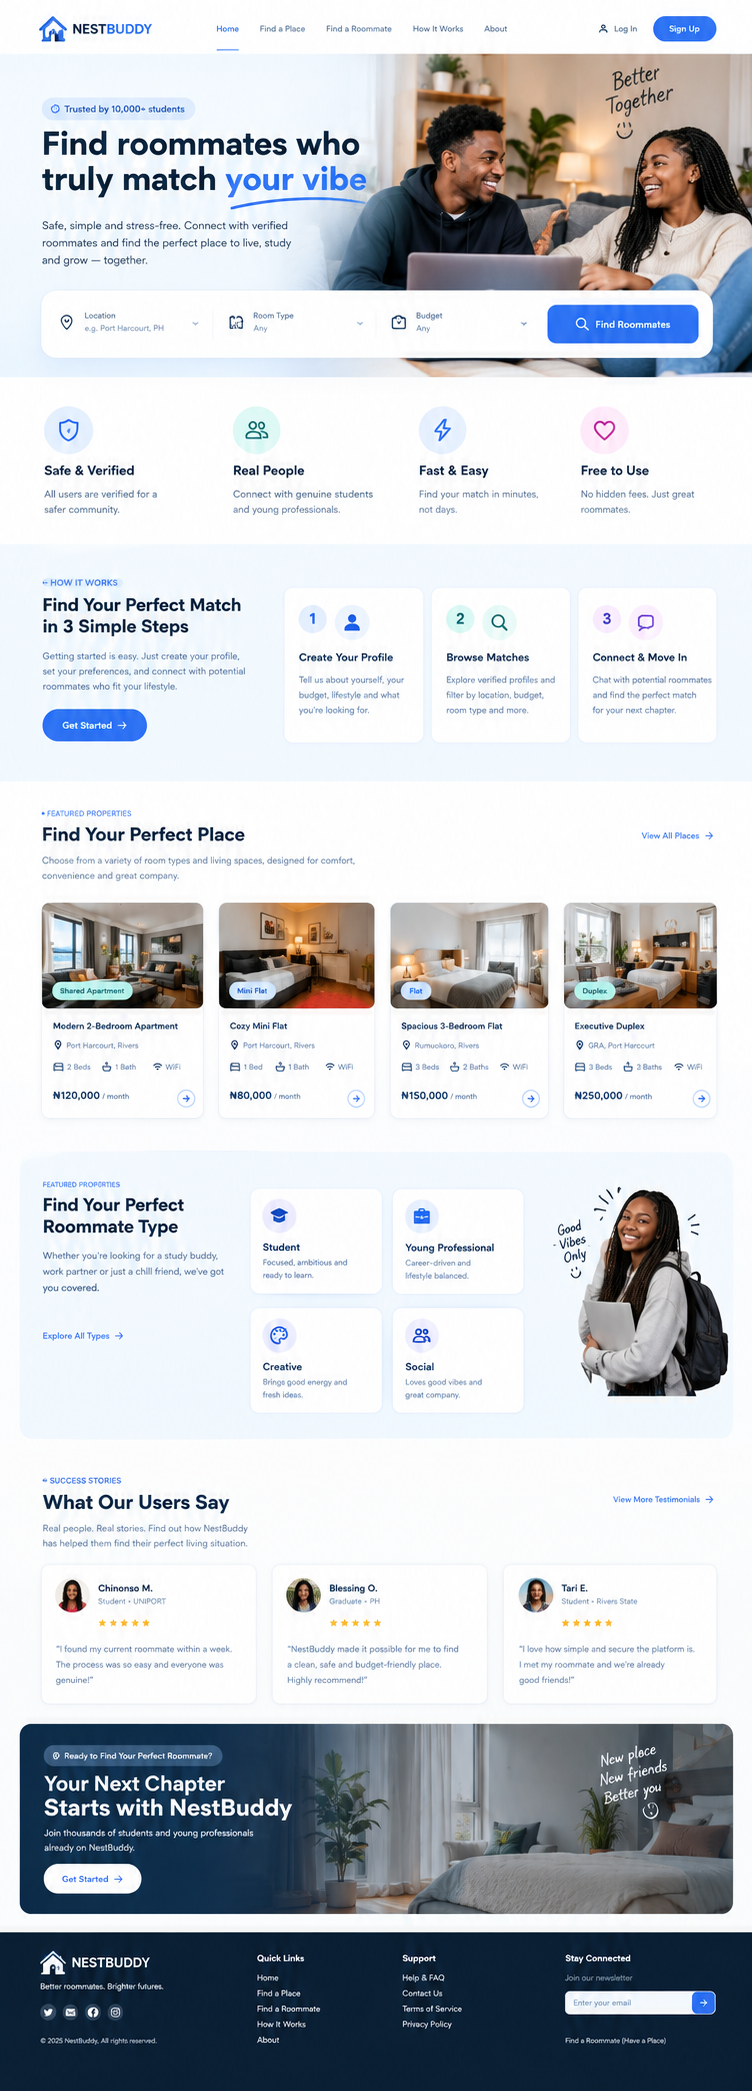 NESTBUDDY
Home
Find a Place
Find a Roommate
How It Works
About
Log In
Sign Up
Better
Together
Trusted by 10,000+ students
Find roommates who
truly match your vibe
Safe, simple and stress-free. Connect with verified
roommates and find the perfect place to live, study
and grow — together.
Location
e.g. Port Harcourt, PH
Room Type
Any
Budget
Any
Find Roommates
Safe & Verified
All users are verified for a
safer community.
Real People
Connect with genuine students
and young professionals.
Fast & Easy
Find your match in minutes,
not days.
Free to Use
No hidden fees. Just great
roommates.
HOW IT WORKS
Find Your Perfect Match
in 3 Simple Steps
Getting started is easy. Just create your profile,
set your preferences, and connect with potential
roommates who fit your lifestyle.
Get Started →
1
Create Your Profile
Tell us about yourself, your
budget, lifestyle and what
you're looking for.
2
Browse Matches
Explore verified profiles and
filter by location, budget,
room type and more.
3
Connect & Move In
Chat with potential roommates
and find the perfect match
for your next chapter.
• FEATURED PROPERTIES
Find Your Perfect Place
Choose from a variety of room types and living spaces, designed for comfort,
convenience and great company.
View All Places →
Shared Apartment
Modern 2-Bedroom Apartment
Port Harcourt, Rivers
2 Beds
1 Bath
WiFi
₦120,000 / month
Mini Flat
Cozy Mini Flat
Port Harcourt, Rivers
1 Bed
1 Bath
WiFi
₦80,000 / month
Flat
Spacious 3-Bedroom Flat
Rumuokoro, Rivers
3 Beds
2 Baths
WiFi
₦150,000 / month
Duplex
Executive Duplex
GRA, Port Harccurt
3 Beds
3 Baths
WiFi
₦250,000 / month
FEATURED PROPERTIES
Find Your Perfect
Roommate Type
Whether you're looking for a study buddy,
work partner or just a chill friend, we've got
you covered.
Explore All Types →
Student
Focused, ambitious and
ready to learn.
Young Professional
Career-driven and
lifestyle balanced.
Creative
Brings good energy and
fresh ideas.
Social
Loves good vibes and
great company.
Good
Vibes
Only
SUCCESS STORIES
What Our Users Say
Real people. Real stories. Find out how NestBuddy
has helped them find their perfect living situation.
View More Testimonials →
Chinonso M.
Student • UNIPORT
"I found my current roommate within a week.
The process was so easy and everyone was
genuine!"
Blessing O.
Graduate • PH
"NestBuddy made it possible for me to find
a clean, safe and budget-friendly place.
Highly recommend!"
Tari E.
Student • Rivers State
"I love how simple and secure the platform is.
I met my roommate and we're already
good friends!"
Ready to Find Your Perfect Roommate?
Your Next Chapter
Starts with NestBuddy
Join thousands of students and young professionals
already on NestBuddy.
Get Started →
New place
New friends
Better you
NESTBUDDY
Better roommates. Brighter futures.
© 2025 NestBuddy. All rights reserved.
Quick Links
Home
Find a Place
Find a Roommate
How It Works
About
Support
Help & FAQ
Contact Us
Terms of Service
Privacy Policy
Stay Connected
Join our newsletter
Enter your email
Find a Roommate (Have a Place)